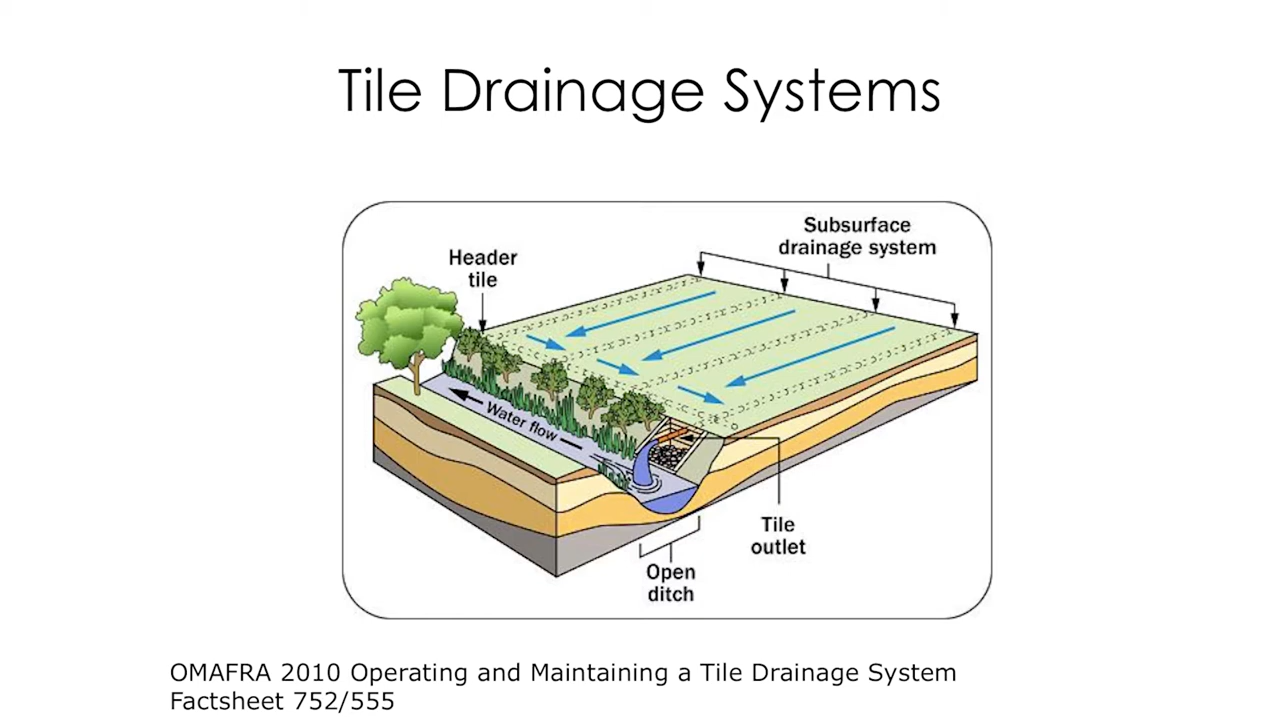 Tile Drainage Systems
Subsurface
drainage system
Header
tile
Water flow
Tile
outlet
Open
ditch
OMAFRA 2010 Operating and Maintaining a Tile Drainage System
Factsheet 752/555